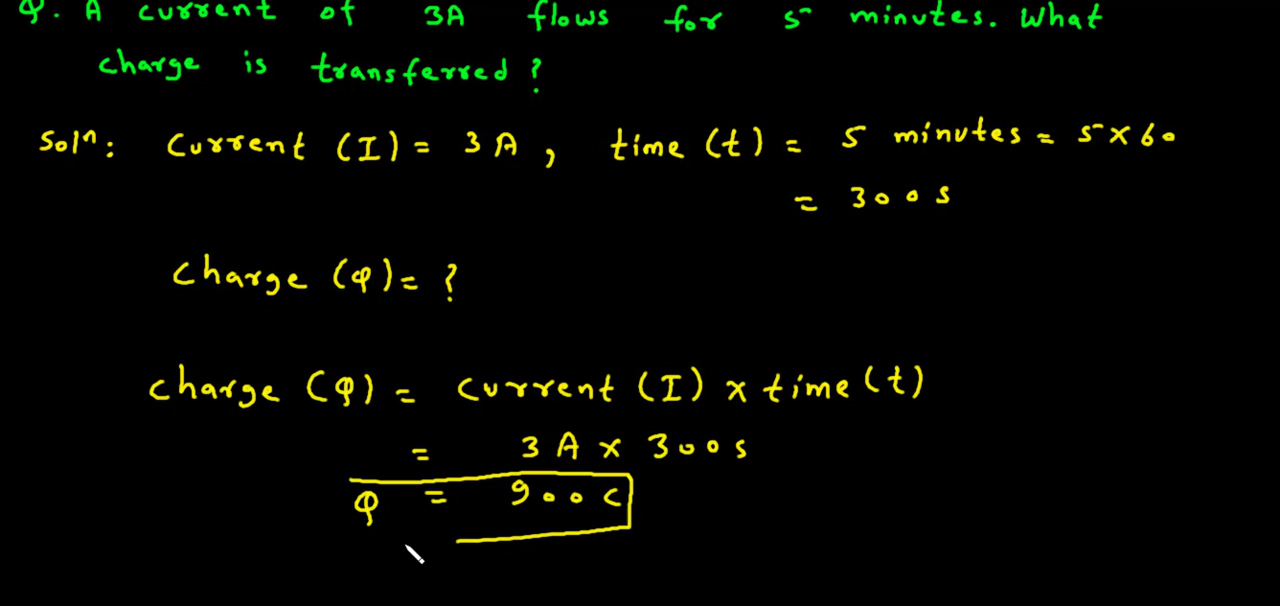 Q. A current of 3A flows for 5 minutes. What
charge is transferred?
Solⁿ: Current (I) = 3 A, time (t) = 5 minutes = 5 × 60
= 300 s
Charge (Q) = ?
Charge (Q) = Current (I) × time (t)
= 3 A × 300 s
Q = 900 C